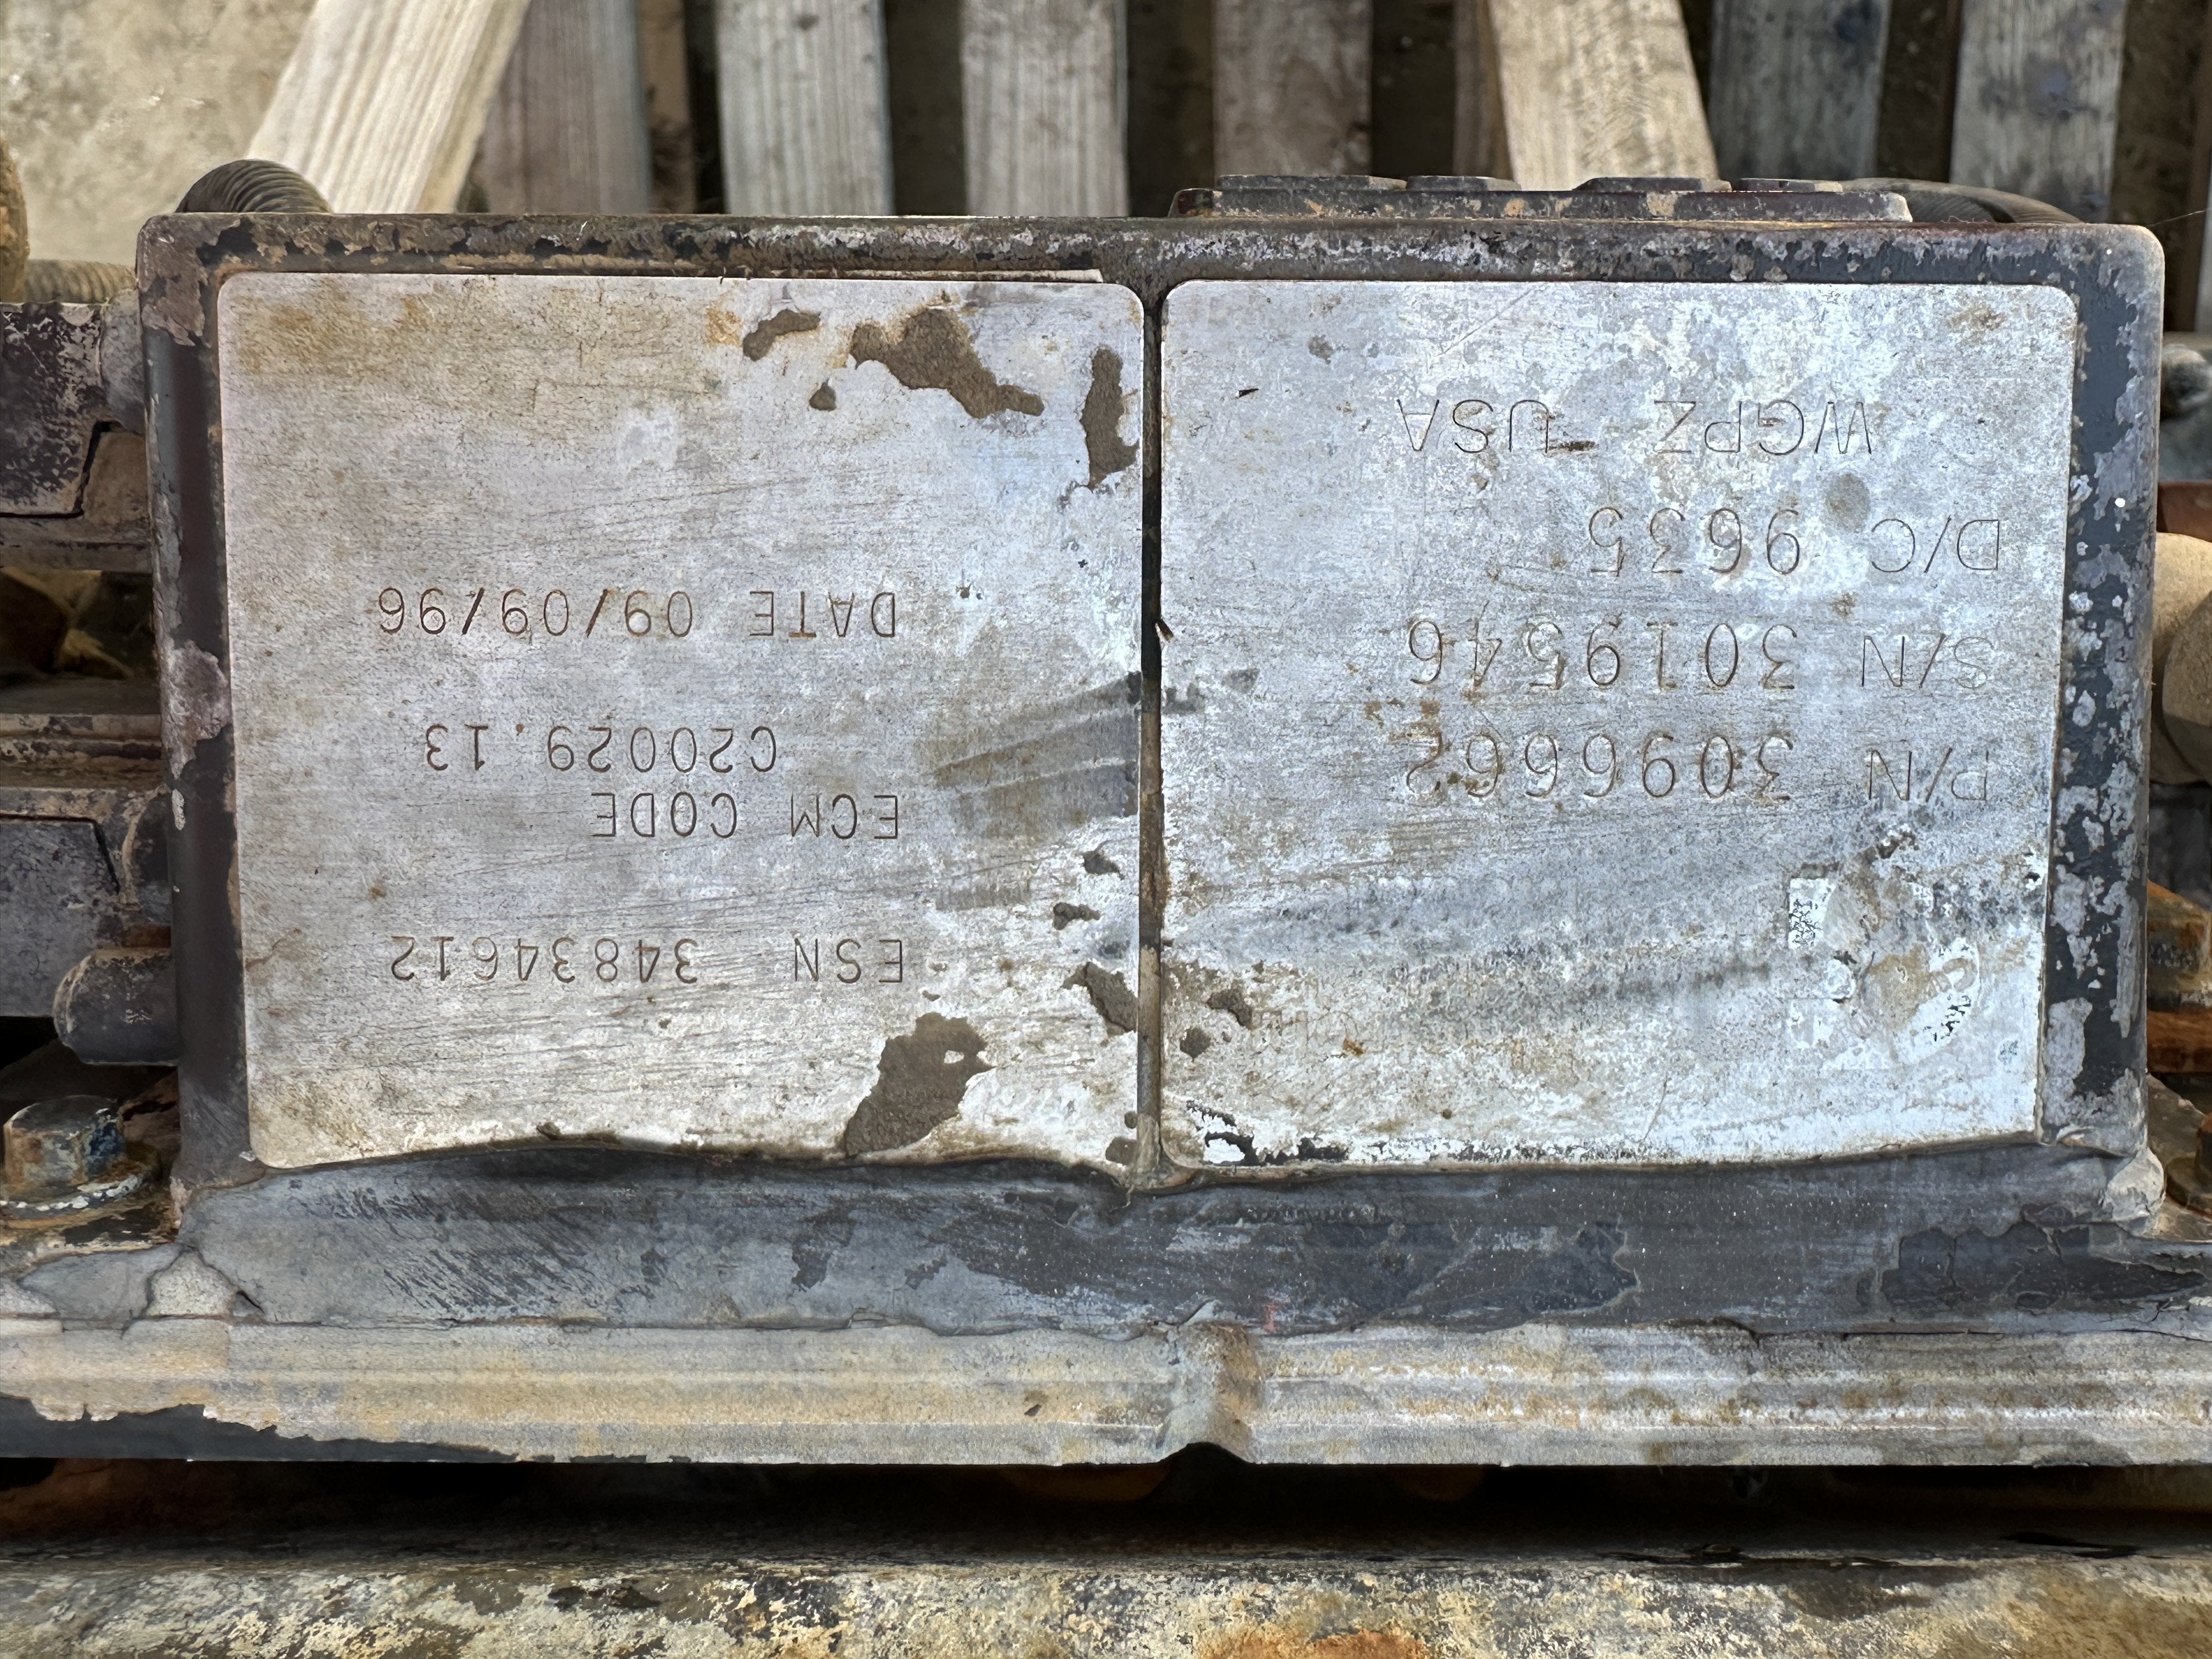 P/N 3096662
S/N 3019546
D/C 9635
WGPZ USA
ESN 34834612
ECM CODE
C20029.13
DATE 09/09/96